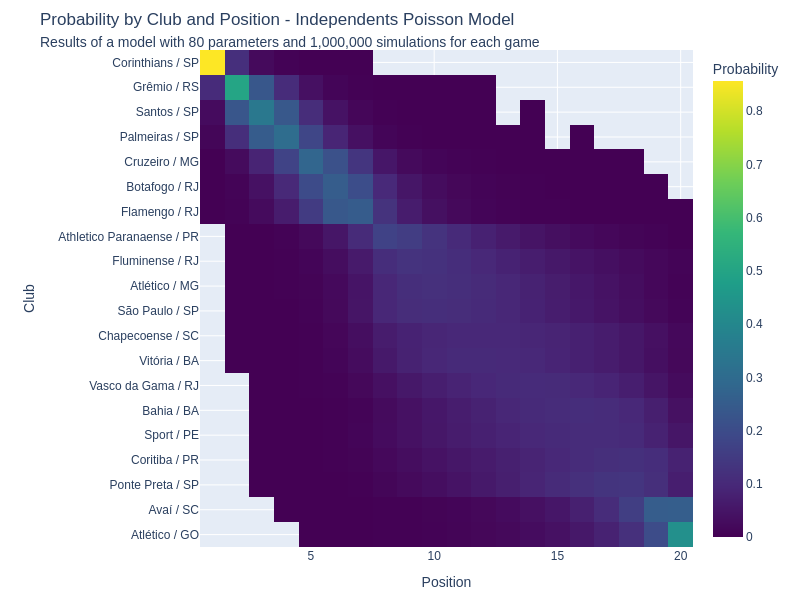 Probability by Club and Position - Independents Poisson Model
Results of a model with 80 parameters and 1,000,000 simulations for each game
Probability
Club
Corinthians / SP
Grêmio / RS
Santos / SP
Palmeiras / SP
Cruzeiro / MG
Botafogo / RJ
Flamengo / RJ
Athletico Paranaense / PR
Fluminense / RJ
Atlético / MG
São Paulo / SP
Chapecoense / SC
Vitória / BA
Vasco da Gama / RJ
Bahia / BA
Sport / PE
Coritiba / PR
Ponte Preta / SP
Avaí / SC
Atlético / GO
0.8
0.7
0.6
0.5
0.4
0.3
0.2
0.1
0
5
10
15
20
Position